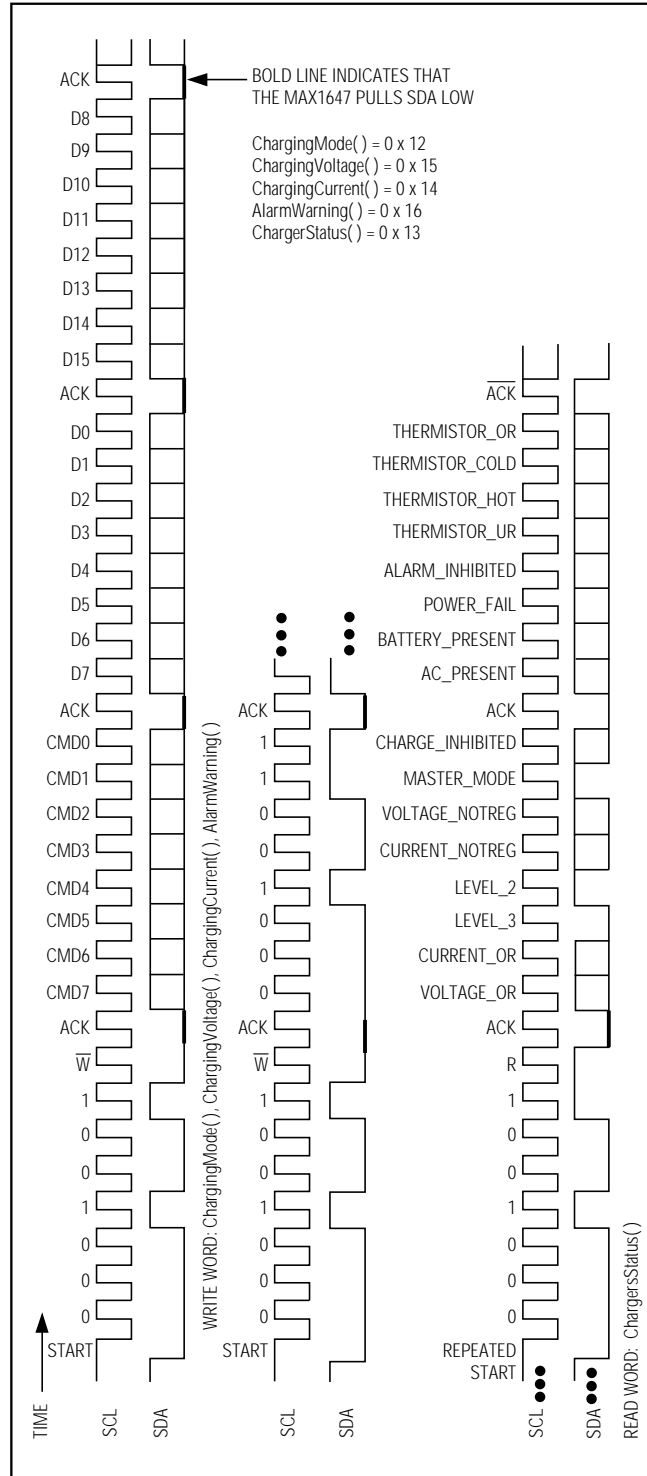 BOLD LINE INDICATES THAT
THE MAX1647 PULLS SDA LOW
ChargingMode( ) = 0 x 12
ChargingVoltage( ) = 0 x 15
ChargingCurrent( ) = 0 x 14
AlarmWarning( ) = 0 x 16
ChargerStatus( ) = 0 x 13
ACK
D8
D9
D10
D11
D12
D13
D14
D15
ACK
D0
D1
D2
D3
D4
D5
D6
D7
ACK
CMD0
CMD1
CMD2
CMD3
CMD4
CMD5
CMD6
CMD7
ACK
W
1
0
0
1
0
0
0
START
TIME
SCL
SDA
WRITE WORD: ChargingMode( ), ChargingVoltage( ), ChargingCurrent( ), AlarmWarning( )
ACK
1
1
0
0
1
0
0
0
ACK
W
1
0
0
1
0
0
0
START
SCL
SDA
ACK
THERMISTOR_OR
THERMISTOR_COLD
THERMISTOR_HOT
THERMISTOR_UR
ALARM_INHIBITED
POWER_FAIL
BATTERY_PRESENT
AC_PRESENT
ACK
CHARGE_INHIBITED
MASTER_MODE
VOLTAGE_NOTREG
CURRENT_NOTREG
LEVEL_2
LEVEL_3
CURRENT_OR
VOLTAGE_OR
ACK
R
1
0
0
1
0
0
0
REPEATED
START
SCL
SDA
READ WORD: ChargersStatus( )